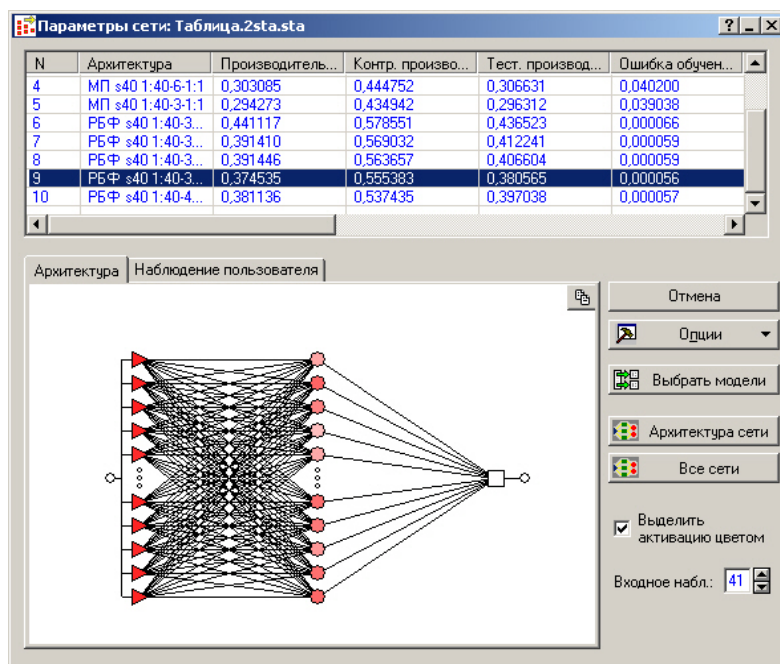 Параметры сети: Таблица.2sta.sta
N Архитектура Производитель... Контр. произво... Тест. производ... Ошибка обучен...
4 МП s40 1:40-6-1:1 0,303085 0,444752 0,306631 0,040200
5 МП s40 1:40-3-1:1 0,294273 0,434942 0,296312 0,039038
6 РБФ s40 1:40-3... 0,441117 0,578551 0,436523 0,000066
7 РБФ s40 1:40-3... 0,391410 0,569032 0,412241 0,000059
8 РБФ s40 1:40-3... 0,391446 0,563657 0,406604 0,000059
9 РБФ s40 1:40-3... 0,374535 0,555383 0,380565 0,000056
10 РБФ s40 1:40-4... 0,381136 0,537435 0,397038 0,000057
Архитектура Наблюдение пользователя
Отмена
Опции
Выбрать модели
Архитектура сети
Все сети
Выделить
активацию цветом
Входное набл.: 41